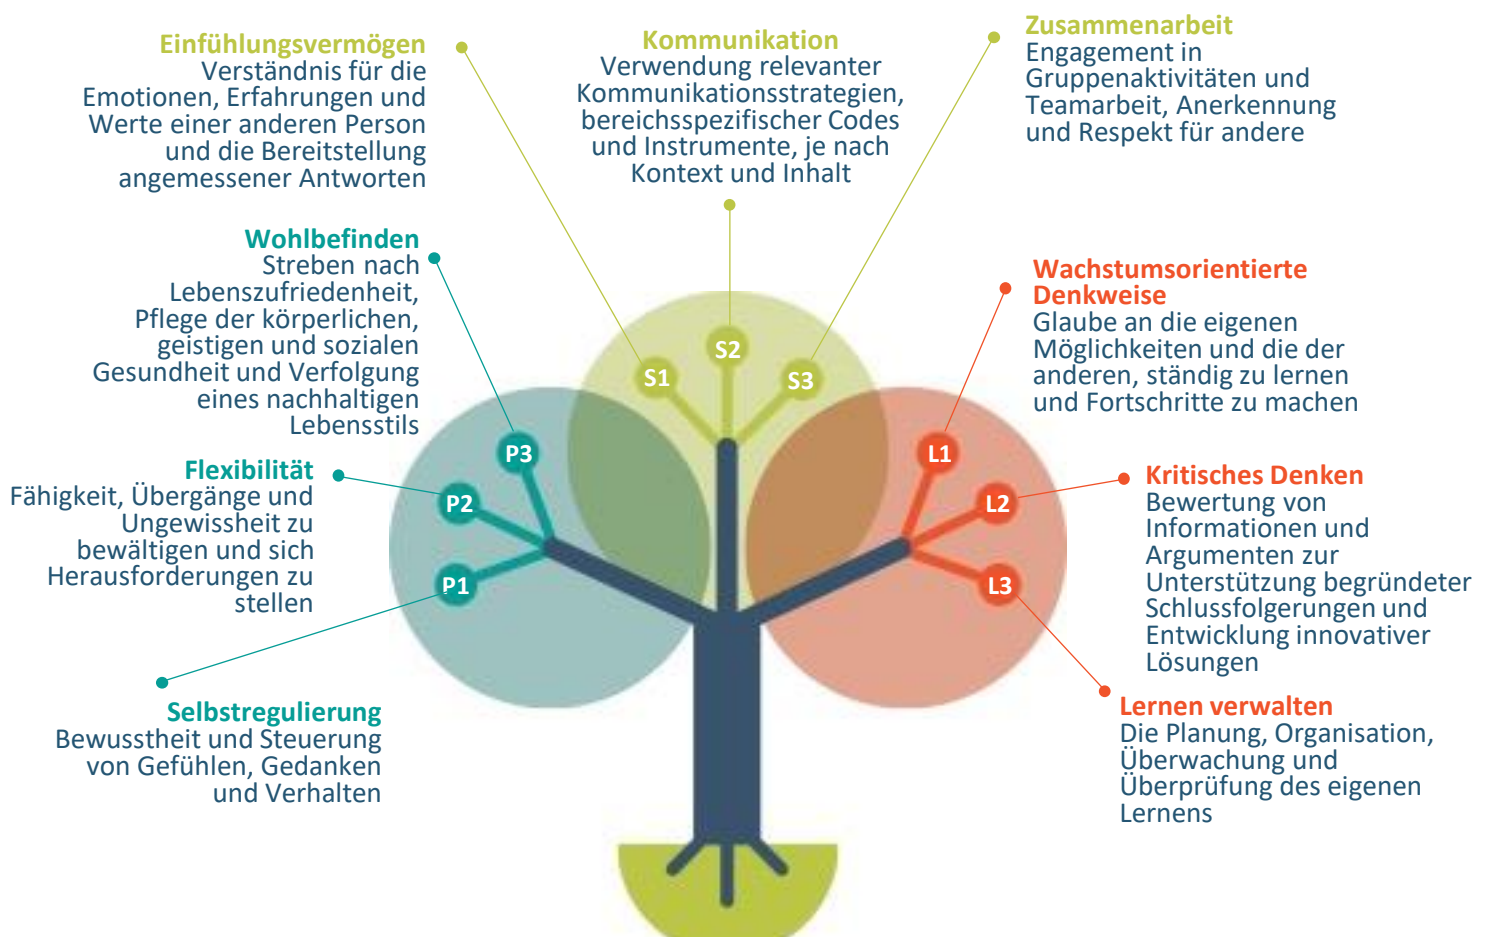 Einfühlungsvermögen
Verständnis für die
Emotionen, Erfahrungen und
Werte einer anderen Person
und die Bereitstellung
angemessener Antworten
Kommunikation
Verwendung relevanter
Kommunikationsstrategien,
bereichsspezifischer Codes
und Instrumente, je nach
Kontext und Inhalt
Zusammenarbeit
Engagement in
Gruppenaktivitäten und
Teamarbeit, Anerkennung
und Respekt für andere
Wohlbefinden
Streben nach
Lebenszufriedenheit,
Pflege der körperlichen,
geistigen und sozialen
Gesundheit und Verfolgung
eines nachhaltigen
Lebensstils
Wachstumsorientierte
Denkweise
Glaube an die eigenen
Möglichkeiten und die der
anderen, ständig zu lernen
und Fortschritte zu machen
S1
S2
S3
P3
P2
P1
L1
L2
L3
Flexibilität
Fähigkeit, Übergänge und
Ungewissheit zu
bewältigen und sich
Herausforderungen zu
stellen
Kritisches Denken
Bewertung von
Informationen und
Argumenten zur
Unterstützung begründeter
Schlussfolgerungen und
Entwicklung innovativer
Lösungen
Selbstregulierung
Bewusstheit und Steuerung
von Gefühlen, Gedanken
und Verhalten
Lernen verwalten
Die Planung, Organisation,
Überwachung und
Überprüfung des eigenen
Lernens